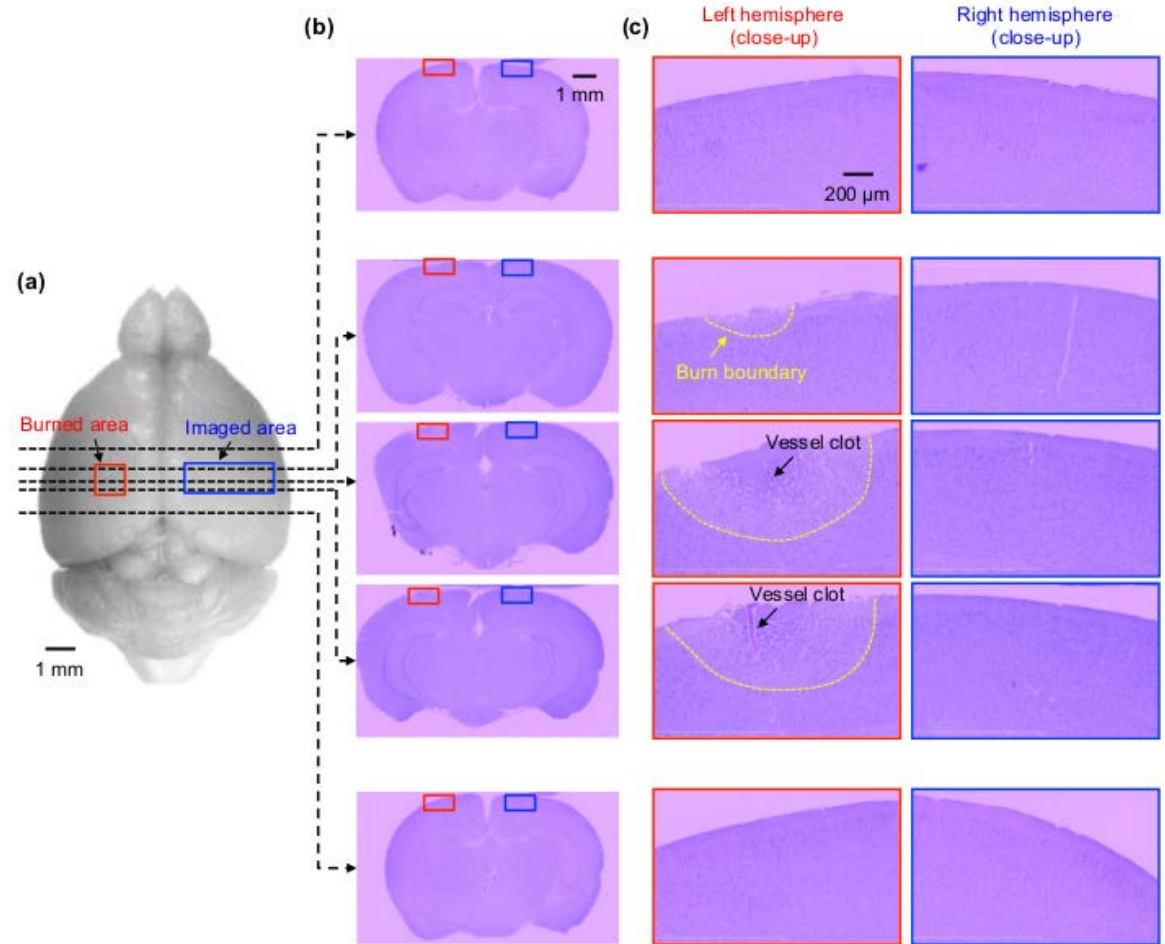 (a)
Burned area
Imaged area
1 mm
(b)
1 mm
(c)
Left hemisphere
(close-up)
Right hemisphere
(close-up)
200 µm
Burn boundary
Vessel clot
Vessel clot